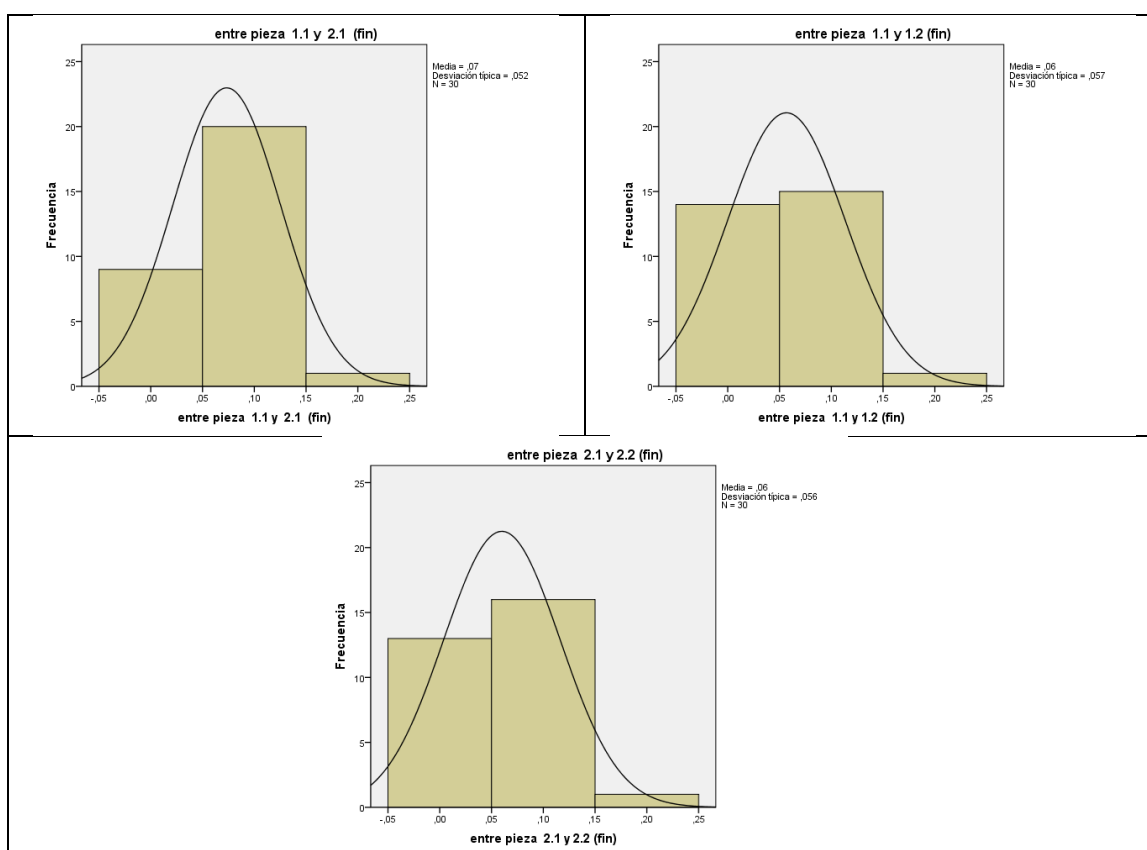 entre pieza 1.1 y 2.1 (fin)
Media = ,07
Desviación típica = ,052
N = 30
Frecuencia
25
20
15
10
5
0
-,05 ,00 ,05 ,10 ,15 ,20 ,25
entre pieza 1.1 y 2.1 (fin)
entre pieza 1.1 y 1.2 (fin)
Media = ,06
Desviación típica = ,057
N = 30
Frecuencia
25
20
15
10
5
0
-,05 ,00 ,05 ,10 ,15 ,20 ,25
entre pieza 1.1 y 1.2 (fin)
entre pieza 2.1 y 2.2 (fin)
Media = ,06
Desviación típica = ,056
N = 30
Frecuencia
25
20
15
10
5
0
-,05 ,00 ,05 ,10 ,15 ,20 ,25
entre pieza 2.1 y 2.2 (fin)